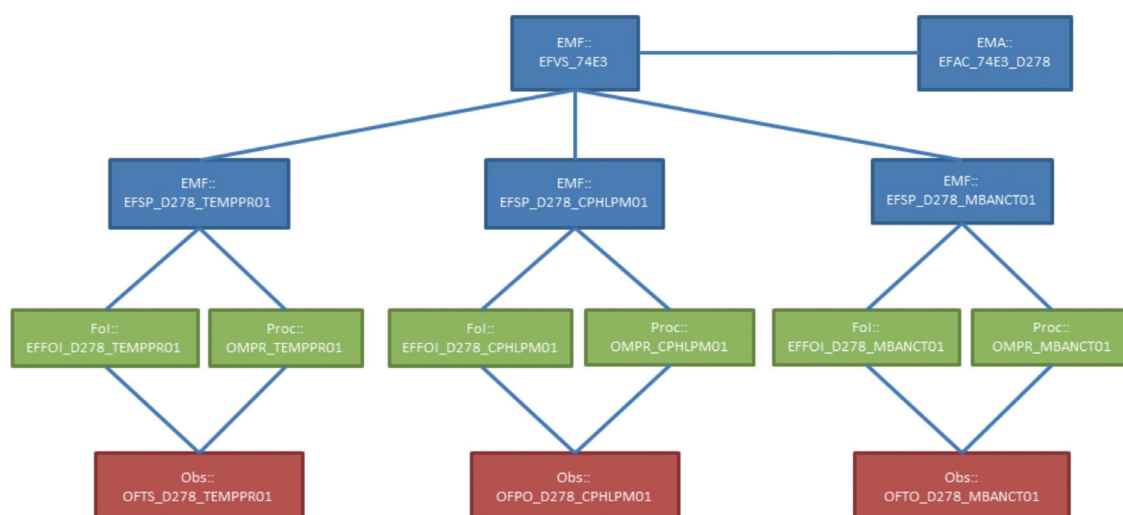 EMF::
EFVS_74E3
EMA::
EFAC_74E3_D278
EMF::
EFSP_D278_TEMPPR01
EMF::
EFSP_D278_CPHLPM01
EMF::
EFSP_D278_MBANCT01
FoI::
EFFOI_D278_TEMPPR01
Proc::
OMPR_TEMPPR01
FoI::
EFFOI_D278_CPHLPM01
Proc::
OMPR_CPHLPM01
FoI::
EFFOI_D278_MBANCT01
Proc::
OMPR_MBANCT01
Obs::
OFTS_D278_TEMPPR01
Obs::
OFPO_D278_CPHLPM01
Obs::
OFTO_D278_MBANCT01